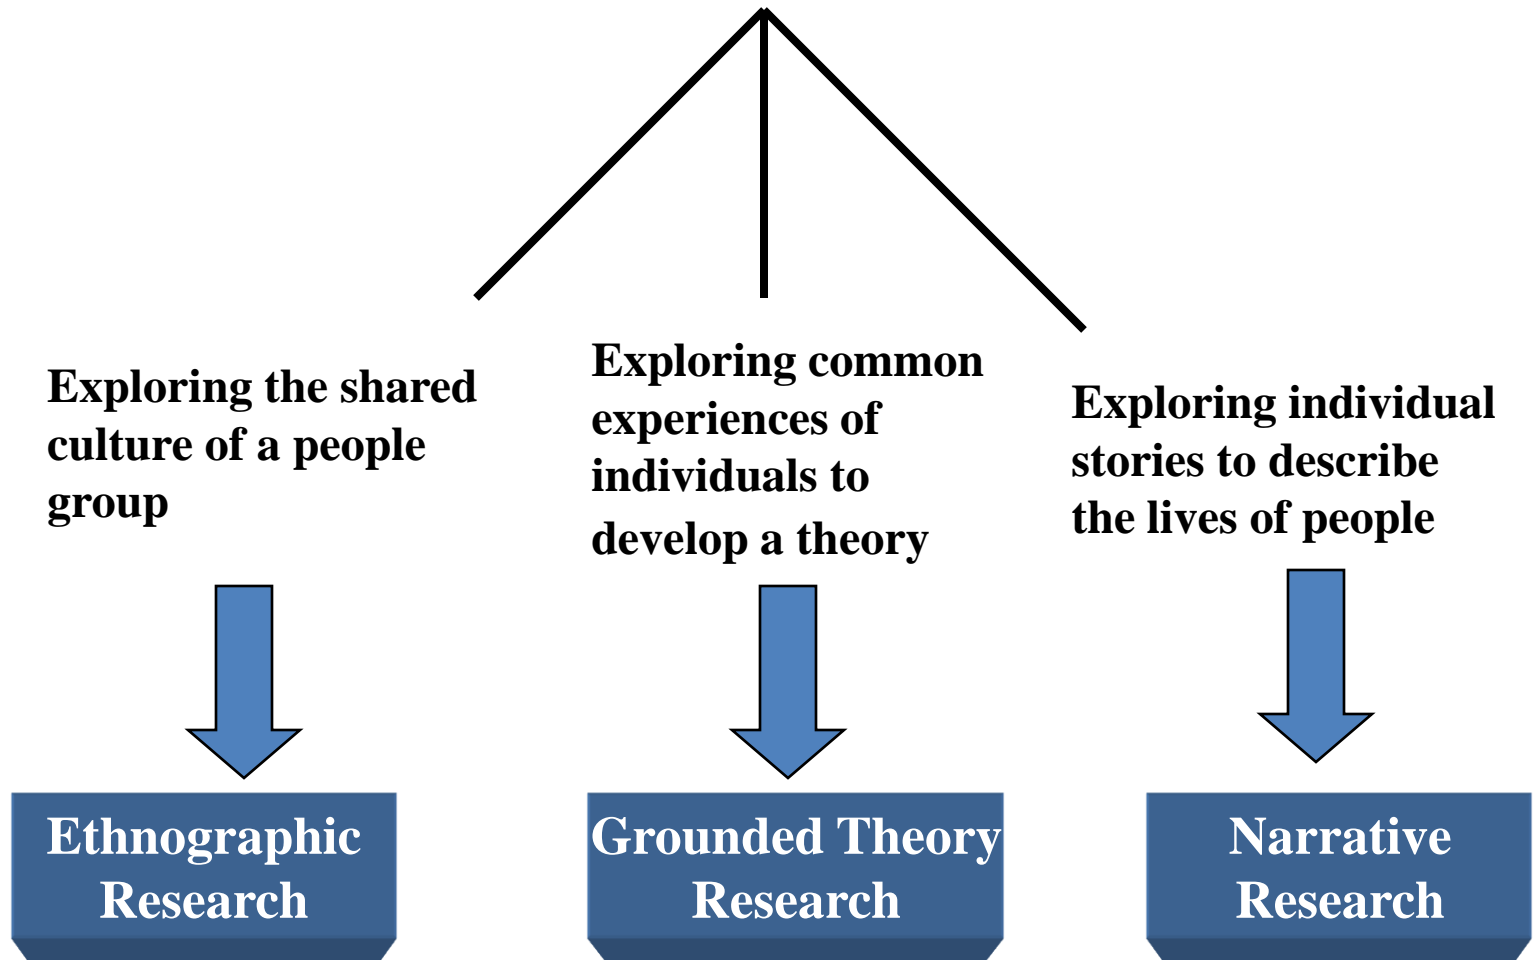 Exploring the shared
culture of a people
group
Exploring common
experiences of
individuals to
develop a theory
Exploring individual
stories to describe
the lives of people
Ethnographic
Research
Grounded Theory
Research
Narrative
Research